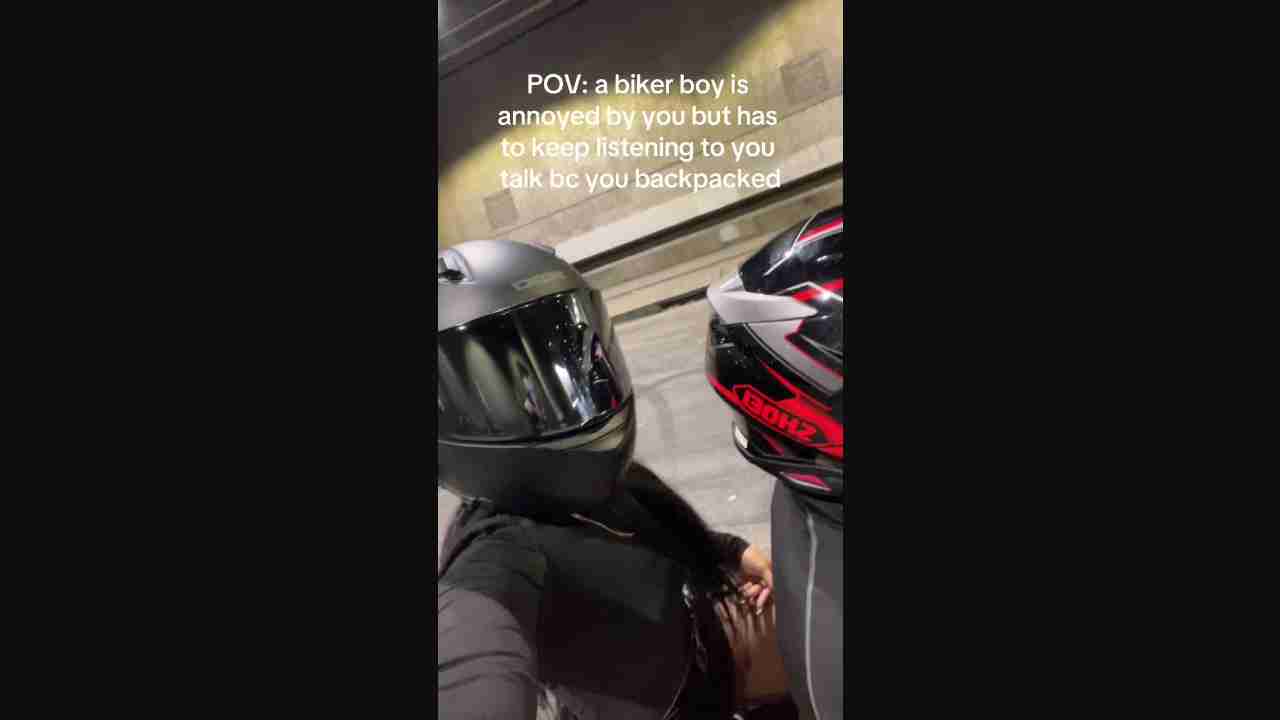 POV: a biker boy is
annoyed by you but has
to keep listening to you
talk bc you backpacked
SHOEI